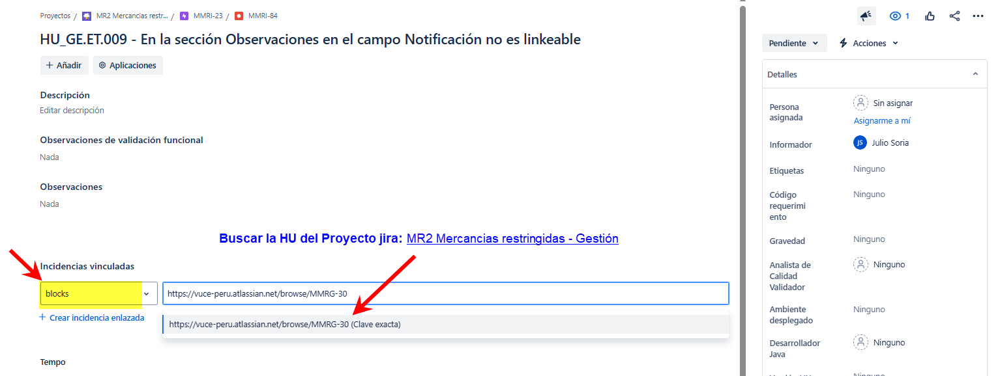 Proyectos / MR2 Mercancias restr... / MMRI-23 / MMRI-84
HU_GE.ET.009 - En la sección Observaciones en el campo Notificación no es linkeable
+ Añadir
Aplicaciones
Descripción
Editar descripción
Observaciones de validación funcional
Nada
Observaciones
Nada
Buscar la HU del Proyecto jira: MR2 Mercancias restringidas - Gestión
Incidencias vinculadas
blocks
https://vuce-peru.atlassian.net/browse/MMRG-30
+ Crear incidencia enlazada
https://vuce-peru.atlassian.net/browse/MMRG-30 (Clave exacta)
Tempo
1
Pendiente
Acciones
Detalles
Persona
asignada
Sin asignar
Asignarme a mí
Informador
JS Julio Soria
Etiquetas
Ninguno
Código
requerimi
ento
Ninguno
Gravedad
Ninguno
Analista de
Calidad
Validador
Ninguno
Ambiente
desplegado
Ninguno
Desarrollador
Java
Ninguno